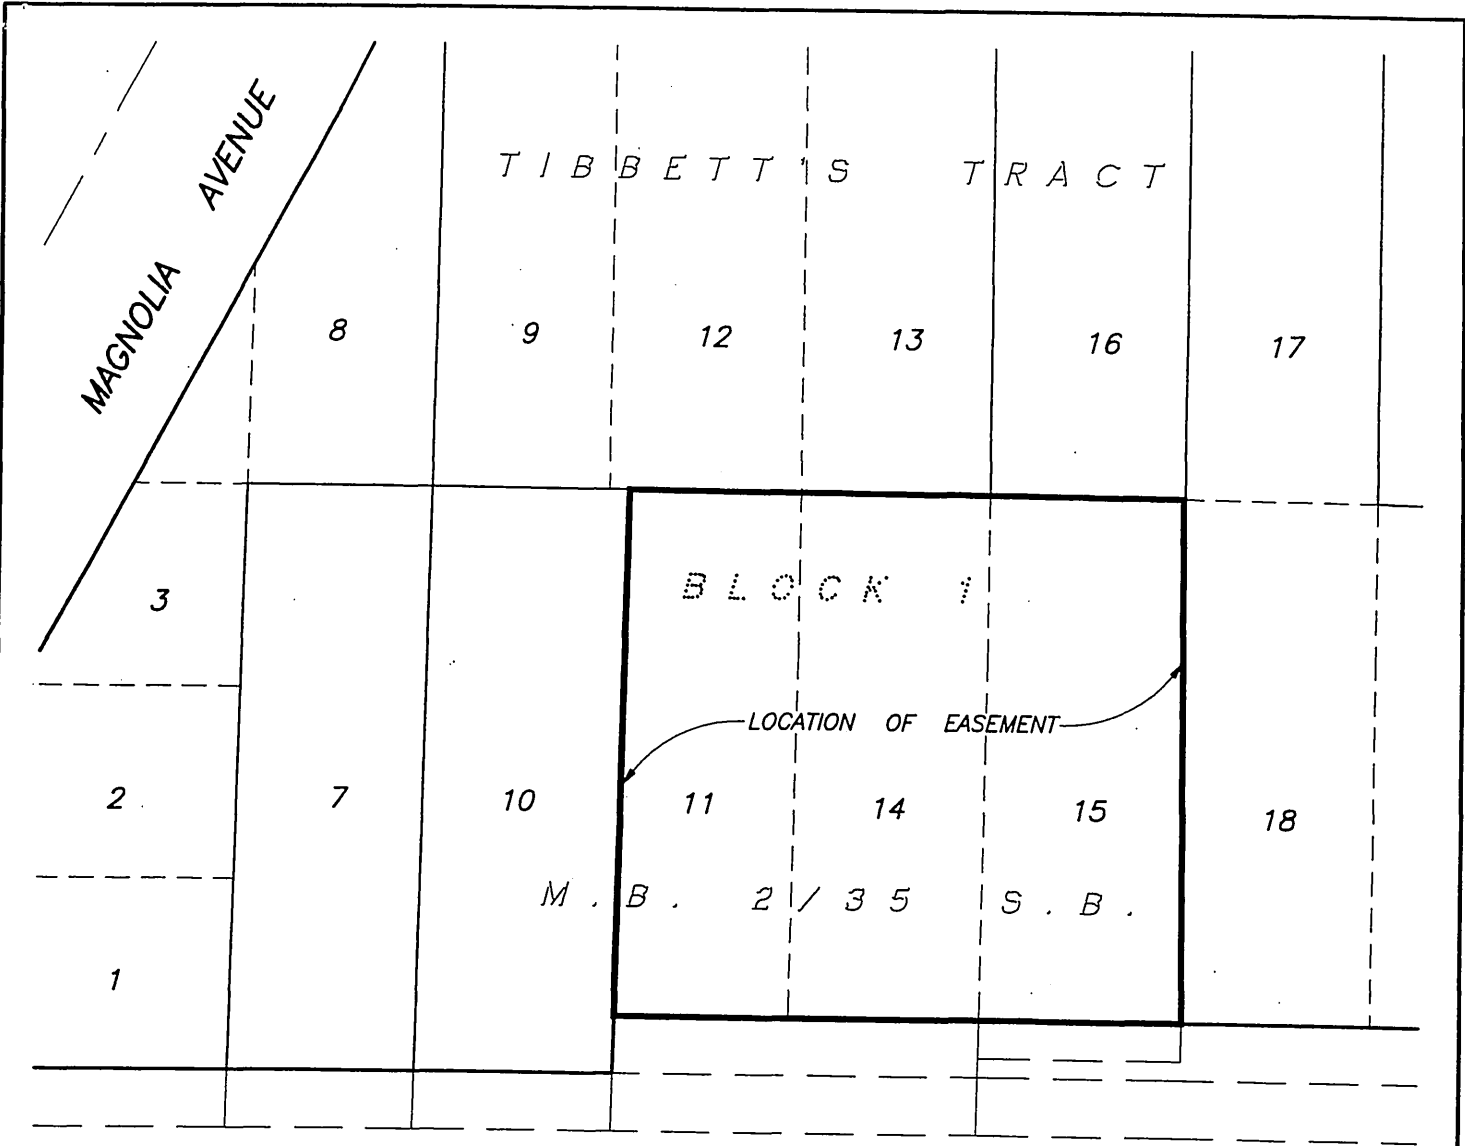 MAGNOLIA AVENUE
TIBBETT'S TRACT
8 9 12 13 16 17
3
BLOCK 1
LOCATION OF EASEMENT
2 7 10 11 14 15 18
M.B. 2/35 S.B.
1